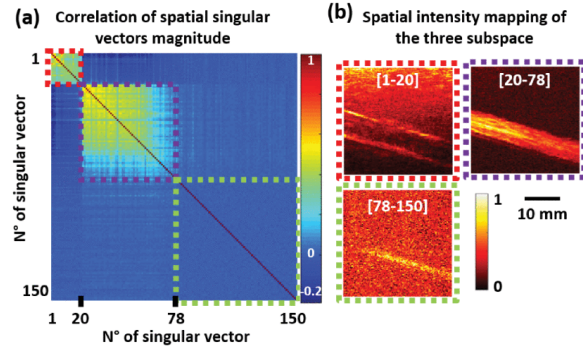 (a) Correlation of spatial singular
vectors magnitude
1
N° of singular vector
150
1 20 78 150
N° of singular vector
1
0
-0.2
(b) Spatial intensity mapping of
the three subspace
[1-20]
[20-78]
[78-150]
1
0
10 mm